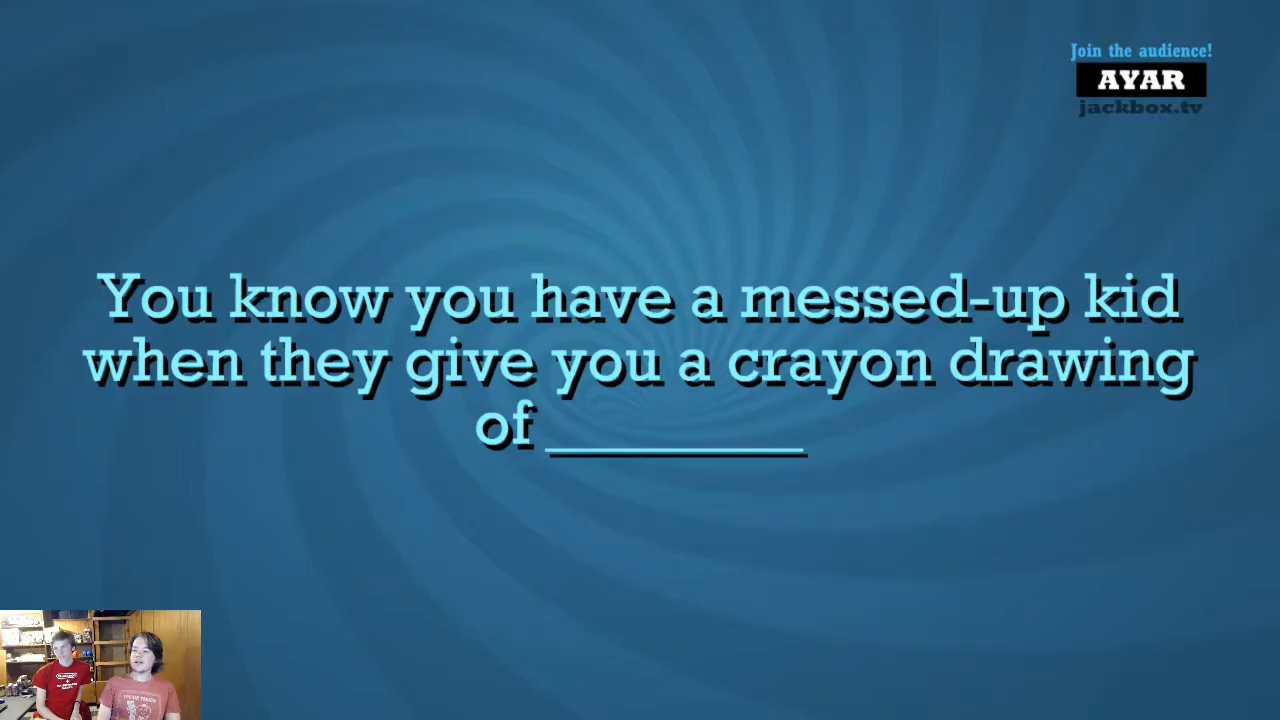 Join the audience!
AYAR
jackbox.tv
You know you have a messed-up kid
when they give you a crayon drawing
of _________